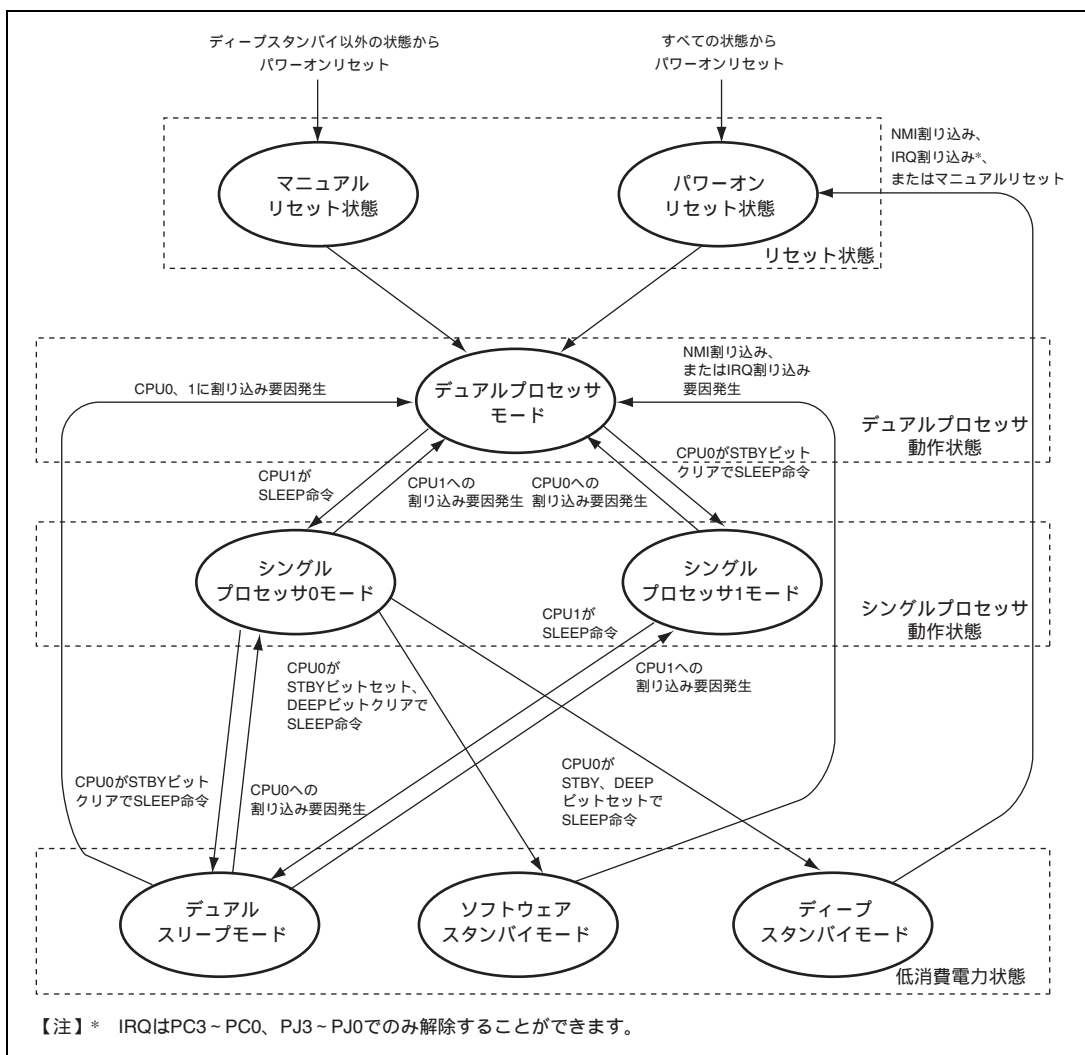 ディープスタンバイ以外の状態から
パワーオンリセット
すべての状態から
パワーオンリセット
NMI割り込み、
IRQ割り込み*、
またはマニュアルリセット
マニュアル
リセット状態
パワーオン
リセット状態
リセット状態
CPU0、1に割り込み要因発生
デュアルプロセッサ
モード
NMI割り込み、
またはIRQ割り込み
要因発生
デュアルプロセッサ
動作状態
CPU1が
SLEEP命令
CPU1への
割り込み要因発生
CPU0への
割り込み要因発生
CPU0がSTBYビット
クリアでSLEEP命令
シングル
プロセッサ0モード
シングル
プロセッサ1モード
シングルプロセッサ
動作状態
CPU1が
SLEEP命令
CPU0が
STBYビットセット、
DEEPビットクリアで
SLEEP命令
CPU1への
割り込み要因発生
CPU0がSTBYビット
クリアでSLEEP命令
CPU0への
割り込み要因発生
CPU0が
STBY、DEEP
ビットセットで
SLEEP命令
デュアル
スリープモード
ソフトウェア
スタンバイモード
ディープ
スタンバイモード
低消費電力状態
【注】* IRQはPC3~PC0、PJ3~PJ0でのみ解除することができます。